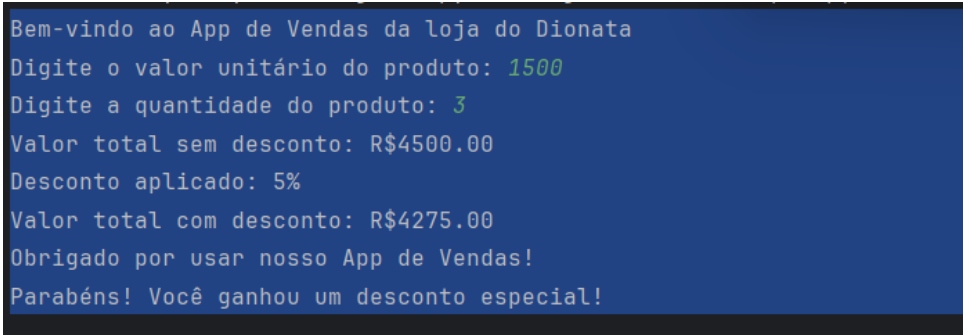 Bem-vindo ao App de Vendas da loja do Dionata
Digite o valor unitário do produto: 1500
Digite a quantidade do produto: 3
Valor total sem desconto: R$4500.00
Desconto aplicado: 5%
Valor total com desconto: R$4275.00
Obrigado por usar nosso App de Vendas!
Parabéns! Você ganhou um desconto especial!